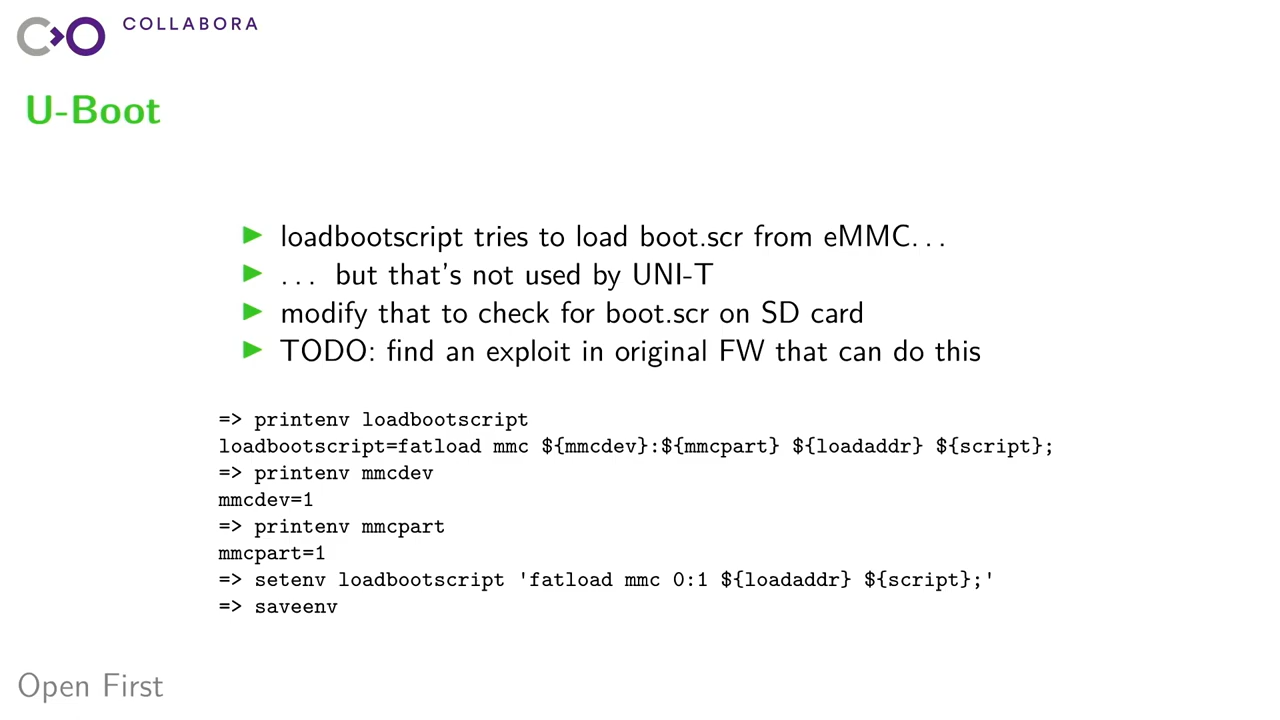 COLLABORA
U-Boot
loadbootscript tries to load boot.scr from eMMC...
... but that's not used by UNI-T
modify that to check for boot.scr on SD card
TODO: find an exploit in original FW that can do this
=> printenv loadbootscript
loadbootscript=fatload mmc ${mmcdev}:${mmcpart} ${loadaddr} ${script};
=> printenv mmcdev
mmcdev=1
=> printenv mmcpart
mmcpart=1
=> setenv loadbootscript 'fatload mmc 0:1 ${loadaddr} ${script};'
=> saveenv
Open First